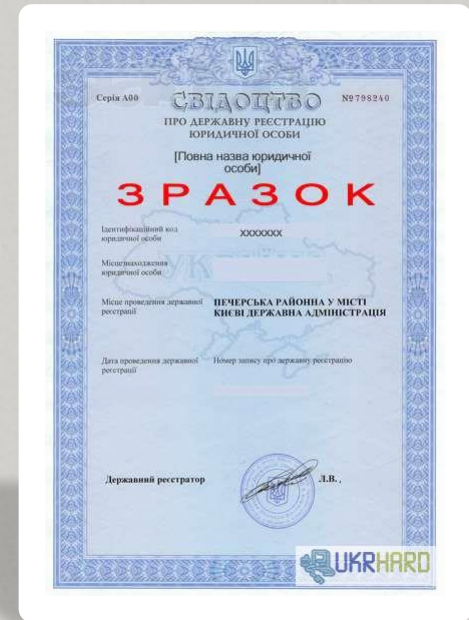 Серія А00
СВІДОЦТВО
№798240
ПРО ДЕРЖАВНУ РЕЄСТРАЦІЮ
ЮРИДИЧНОЇ ОСОБИ
[Повна назва юридичної
особи]
ЗРАЗОК
Ідентифікаційний код
юридичної особи
XXXXXXX
Місцезнаходження
юридичної особи
Місце проведення державної
реєстрації
ПЕЧЕРСЬКА РАЙОННА У МІСТІ
КИЄВІ ДЕРЖАВНА АДМІНІСТРАЦІЯ
Дата проведення державної
реєстрації
Номер запису про державну реєстрацію
Державний реєстратор
Л.В.,
UKRHARD